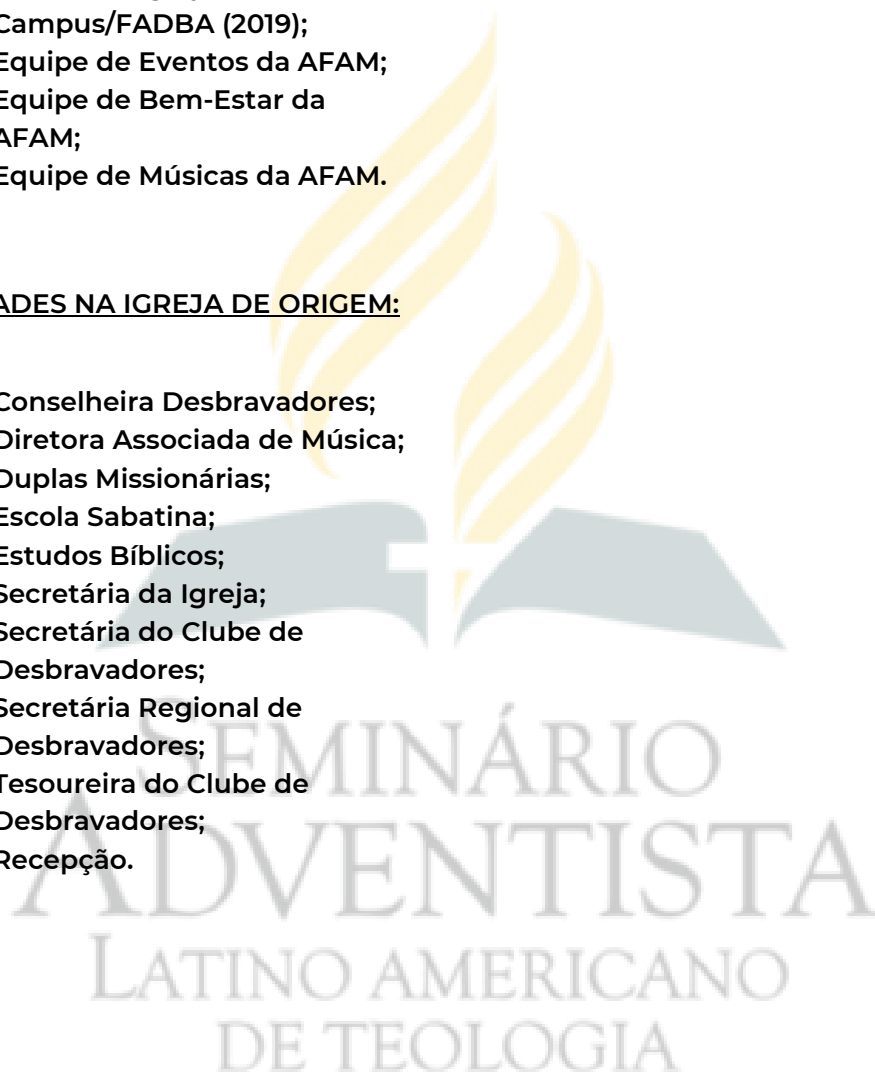 Campus/FADBA (2019);
Equipe de Eventos da AFAM;
Equipe de Bem-Estar da
AFAM;
Equipe de Músicas da AFAM.
ADES NA IGREJA DE ORIGEM:
Conselheira Desbravadores;
Diretora Associada de Música;
Duplas Missionárias;
Escola Sabatina;
Estudos Bíblicos;
Secretária da Igreja;
Secretária do Clube de
Desbravadores;
Secretária Regional de
Desbravadores;
Tesoureira do Clube de
Desbravadores;
Recepção.
SEMINÁRIO
ADVENTISTA
LATINO AMERICANO
DE TEOLOGIA